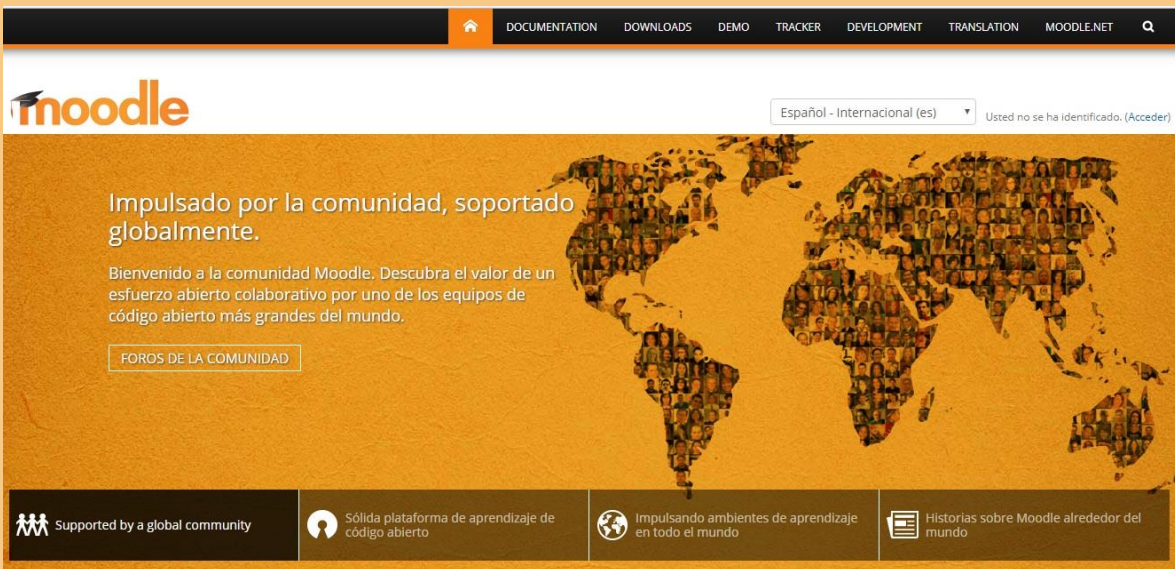 DOCUMENTATION DOWNLOADS DEMO TRACKER DEVELOPMENT TRANSLATION MOODLE.NET
moodle
Español - Internacional (es)
Usted no se ha identificado. (Acceder)
Impulsado por la comunidad, soportado
globalmente.
Bienvenido a la comunidad Moodle. Descubra el valor de un
esfuerzo abierto colaborativo por uno de los equipos de
código abierto más grandes del mundo.
FOROS DE LA COMUNIDAD
Supported by a global community
Sólida plataforma de aprendizaje de
código abierto
Impulsando ambientes de aprendizaje
en todo el mundo
Historias sobre Moodle alrededor del
mundo